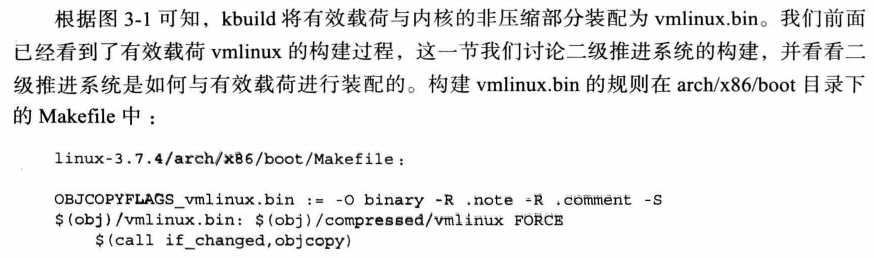 根据图 3-1 可知，kbuild 将有效载荷与内核的非压缩部分装配为 vmlinux.bin。我们前面
已经看到了有效载荷 vmlinux 的构建过程，这一节我们讨论二级推进系统的构建，并看看二
级推进系统是如何与有效载荷进行装配的。构建 vmlinux.bin 的规则在 arch/x86/boot 目录下
的 Makefile 中：
linux-3.7.4/arch/x86/boot/Makefile:
OBJCOPYFLAGS_vmlinux.bin := -O binary -R .note -R .comment -S
$(obj)/vmlinux.bin: $(obj)/compressed/vmlinux FORCE
    $(call if_changed,objcopy)